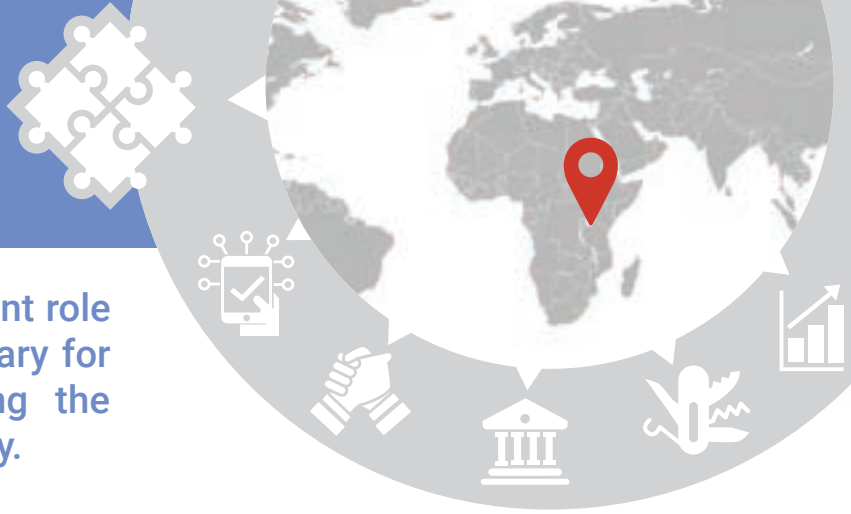 nt role
ary for
ng the
y.